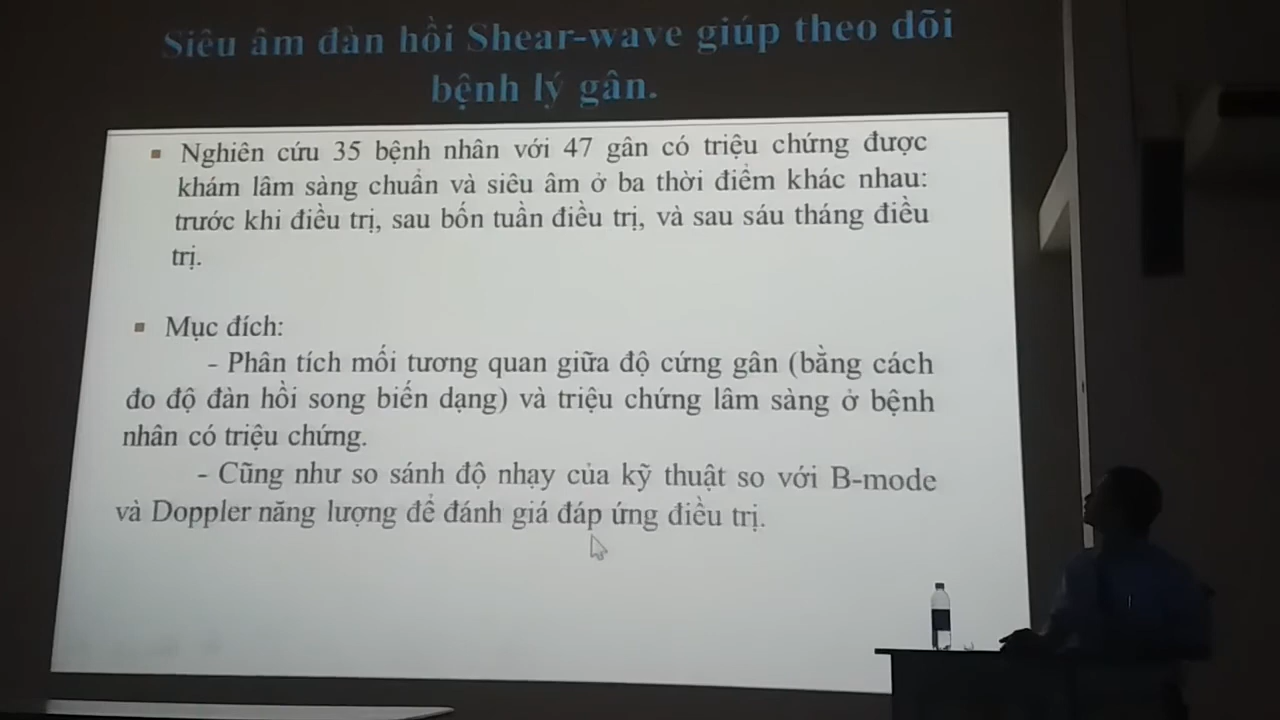 Siêu âm đàn hồi Shear-wave giúp theo dõi
bệnh lý gân.
▪ Nghiên cứu 35 bệnh nhân với 47 gân có triệu chứng được
khám lâm sàng chuẩn và siêu âm ở ba thời điểm khác nhau:
trước khi điều trị, sau bốn tuần điều trị, và sau sáu tháng điều
trị.
▪ Mục đích:
- Phân tích mối tương quan giữa độ cứng gân (bằng cách
đo độ đàn hồi song biến dạng) và triệu chứng lâm sàng ở bệnh
nhân có triệu chứng.
- Cũng như so sánh độ nhạy của kỹ thuật so với B-mode
và Doppler năng lượng để đánh giá đáp ứng điều trị.